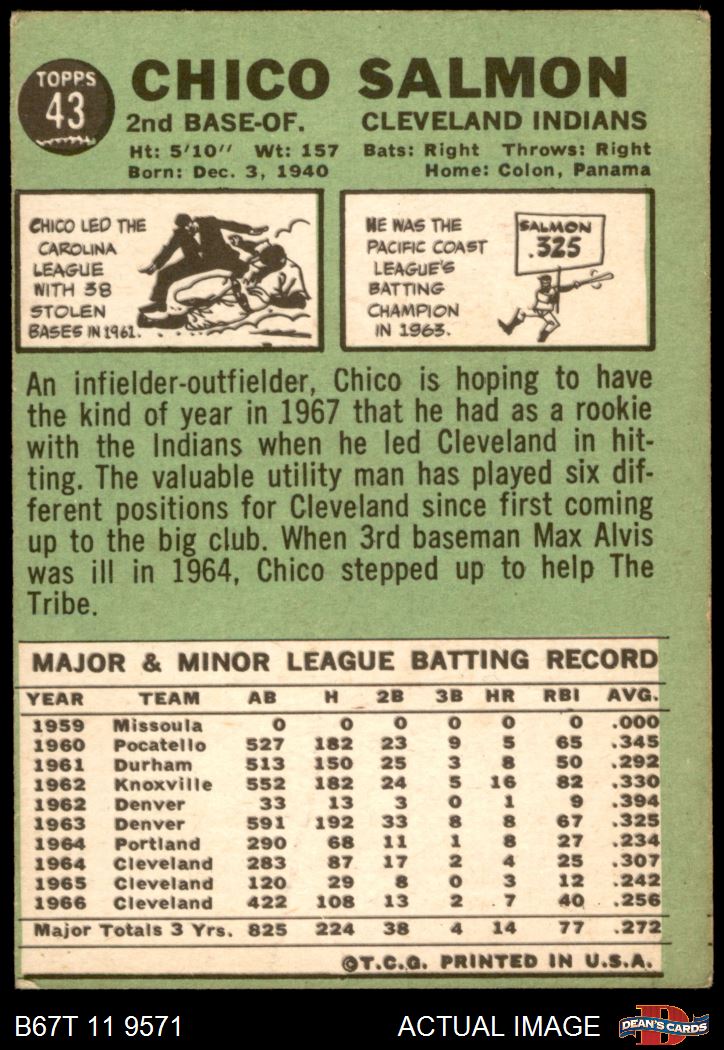 TOPPS
43
CHICO SALMON
2nd BASE-OF. CLEVELAND INDIANS
Ht: 5'10" Wt: 157 Bats: Right Throws: Right
Born: Dec. 3, 1940 Home: Colon, Panama
CHICO LED THE
CAROLINA
LEAGUE
WITH 38
STOLEN
BASES IN 1961.
HE WAS THE
PACIFIC COAST
LEAGUE'S
BATTING
CHAMPION
IN 1963.
SALMON
.325
An infielder-outfielder, Chico is hoping to have
the kind of year in 1967 that he had as a rookie
with the Indians when he led Cleveland in hit-
ting. The valuable utility man has played six dif-
ferent positions for Cleveland since first coming
up to the big club. When 3rd baseman Max Alvis
was ill in 1964, Chico stepped up to help The
Tribe.
MAJOR & MINOR LEAGUE BATTING RECORD
YEAR TEAM AB H 2B 3B HR RBI AVG.
1959 Missoula 0 0 0 0 0 0 .000
1960 Pocatello 527 182 23 9 5 65 .345
1961 Durham 513 150 25 3 8 50 .292
1962 Knoxville 552 182 24 5 16 82 .330
1962 Denver 33 13 3 0 1 9 .394
1963 Denver 591 192 33 8 8 67 .325
1964 Portland 290 68 11 1 8 27 .234
1964 Cleveland 283 87 17 2 4 25 .307
1965 Cleveland 120 29 8 0 3 12 .242
1966 Cleveland 422 108 13 2 7 40 .256
Major Totals 3 Yrs. 825 224 38 4 14 77 .272
©T.C.G. PRINTED IN U.S.A.
B67T 11 9571 ACTUAL IMAGE
D
DEAN'S CARDS